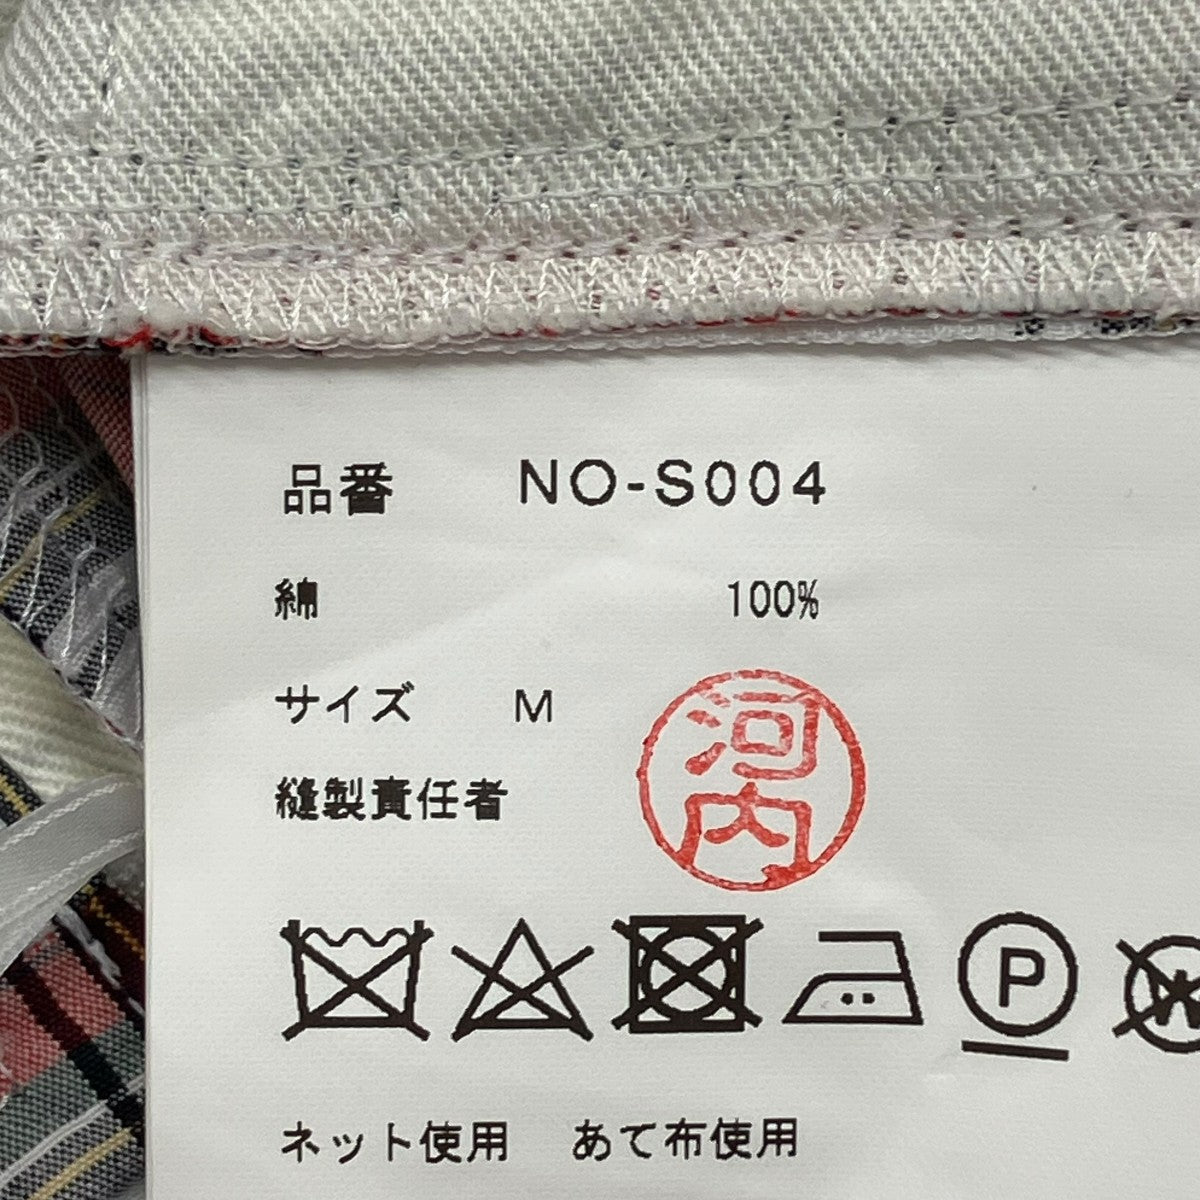 品番 NO-S004
綿 100%
サイズ M
河内
縫製責任者
P
W
ネット使用 あて布使用